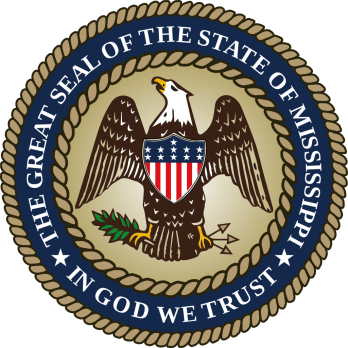 THE GREAT SEAL OF THE STATE OF MISSISSIPPI
IN GOD WE TRUST